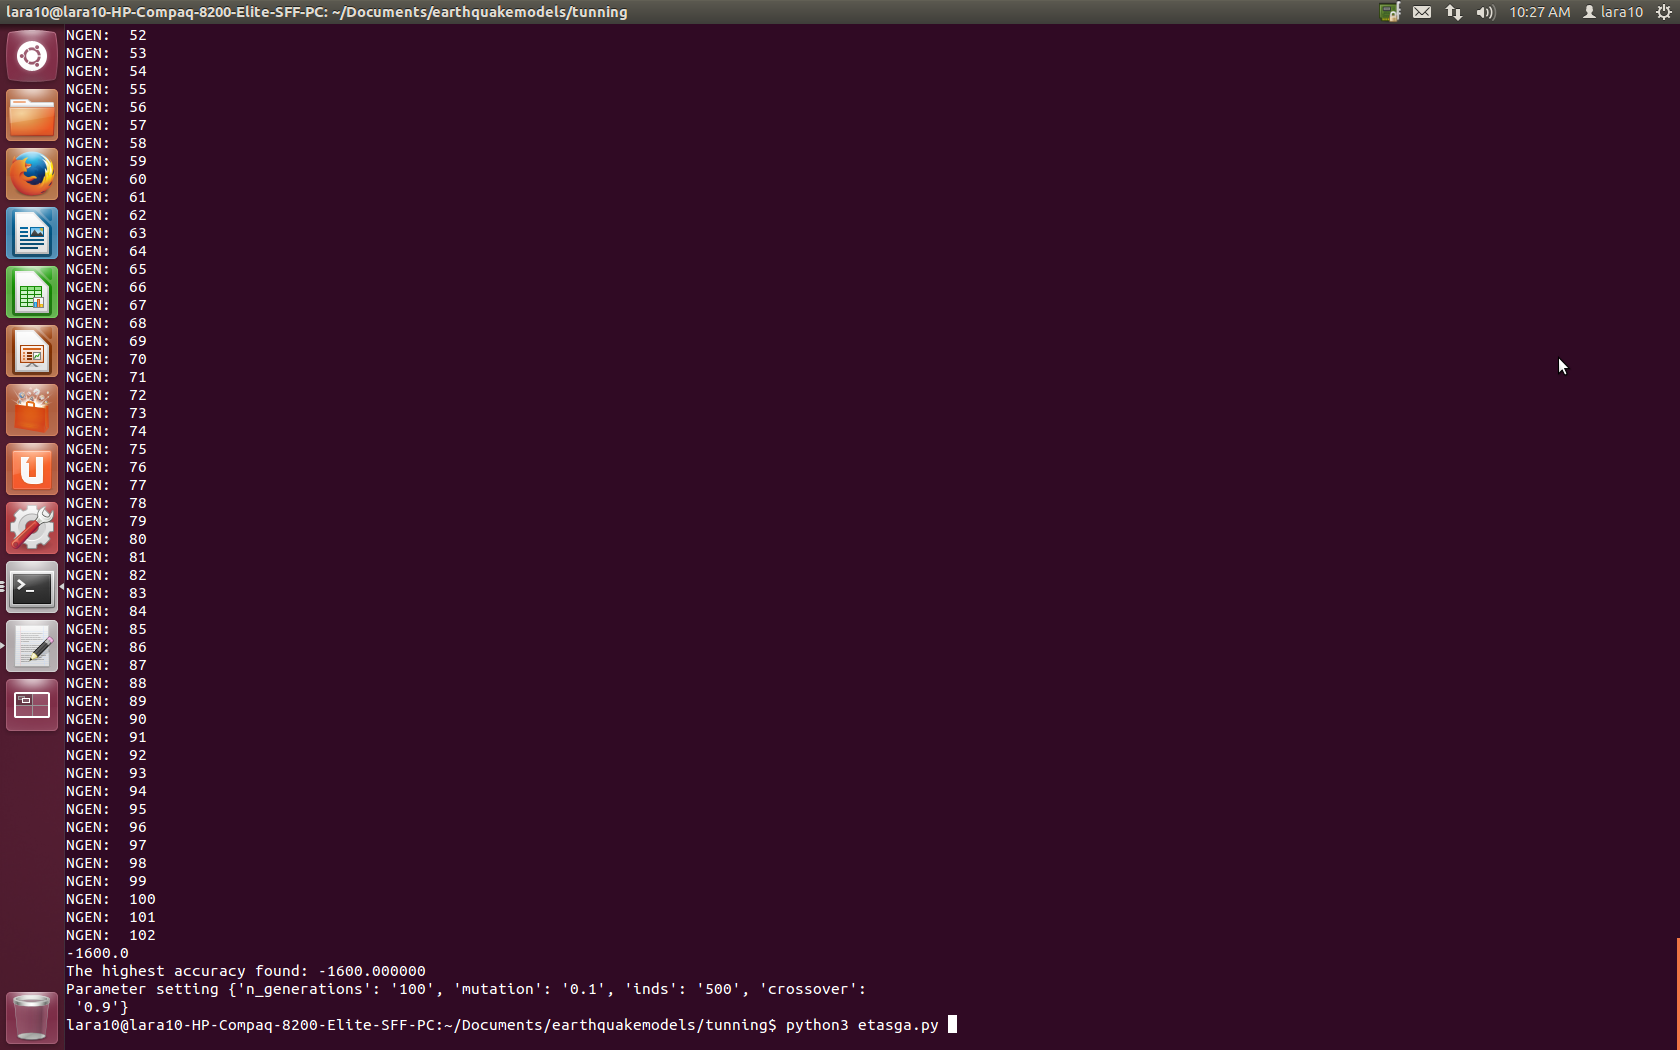 lara10@lara10-HP-Compaq-8200-Elite-SFF-PC: ~/Documents/earthquakemodels/tunning
10:27 AM lara10
NGEN:  52
NGEN:  53
NGEN:  54
NGEN:  55
NGEN:  56
NGEN:  57
NGEN:  58
NGEN:  59
NGEN:  60
NGEN:  61
NGEN:  62
NGEN:  63
NGEN:  64
NGEN:  65
NGEN:  66
NGEN:  67
NGEN:  68
NGEN:  69
NGEN:  70
NGEN:  71
NGEN:  72
NGEN:  73
NGEN:  74
NGEN:  75
NGEN:  76
NGEN:  77
NGEN:  78
NGEN:  79
NGEN:  80
NGEN:  81
NGEN:  82
NGEN:  83
NGEN:  84
NGEN:  85
NGEN:  86
NGEN:  87
NGEN:  88
NGEN:  89
NGEN:  90
NGEN:  91
NGEN:  92
NGEN:  93
NGEN:  94
NGEN:  95
NGEN:  96
NGEN:  97
NGEN:  98
NGEN:  99
NGEN:  100
NGEN:  101
NGEN:  102
-1600.0
The highest accuracy found: -1600.000000
Parameter setting {'n_generations': '100', 'mutation': '0.1', 'inds': '500', 'crossover':
 '0.9'}
lara10@lara10-HP-Compaq-8200-Elite-SFF-PC:~/Documents/earthquakemodels/tunning$ python3 etasga.py